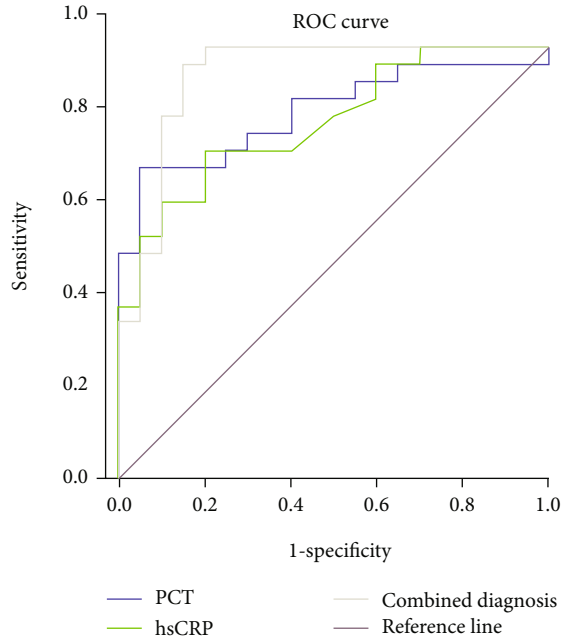 ROC curve
1.0
0.8
0.6
0.4
0.2
0.0
Sensitivity
0.0 0.2 0.4 0.6 0.8 1.0
1-specificity
PCT
hsCRP
Combined diagnosis
Reference line